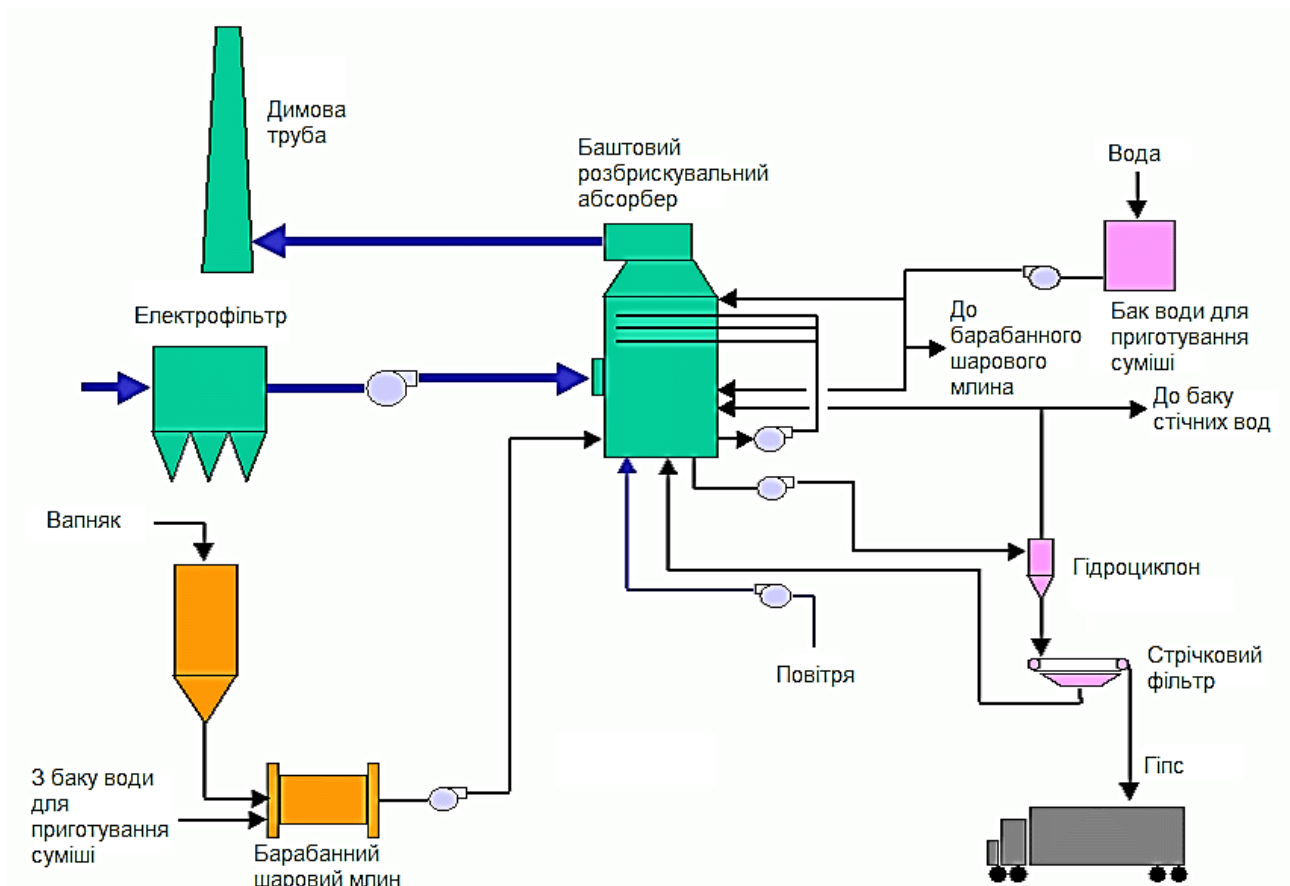 Димова
труба
Баштовий
розбрискувальний
абсорбер
Вода
Електрофільтр
До
барабанного
шарового
млина
Бак води для
приготування
суміші
До баку
стічних вод
Вапняк
Гідроциклон
Повітря
Стрічковий
фільтр
Гіпс
З баку води
для
приготування
суміші
Барабанний
шаровий млин